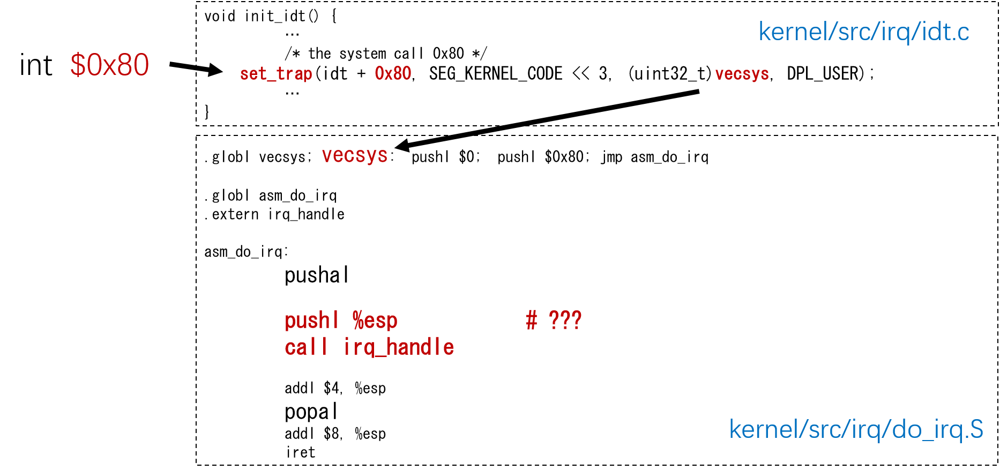 void init_idt() {
…
kernel/src/irq/idt.c
/* the system call 0x80 */
int $0x80
set_trap(idt + 0x80, SEG_KERNEL_CODE << 3, (uint32_t)vecsys, DPL_USER);
…
}
.globl vecsys; vecsys: pushl $0; pushl $0x80; jmp asm_do_irq
.globl asm_do_irq
.extern irq_handle
asm_do_irq:
pushal
pushl %esp # ???
call irq_handle
addl $4, %esp
popal
addl $8, %esp
iret
kernel/src/irq/do_irq.S